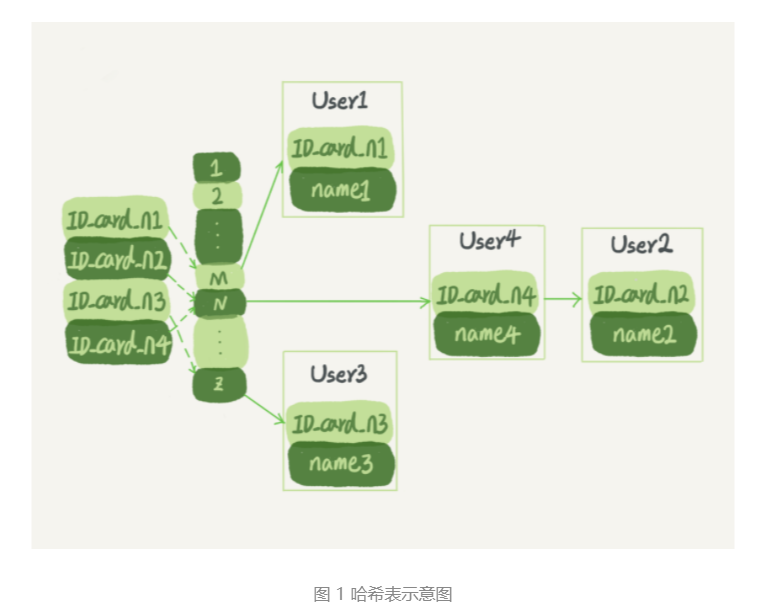 User1
ID_card_n1
name1
1
2
⋮
M
N
⋮
Z
ID_card_n1
ID_card_n2
ID_card_n3
ID_card_n4
User4
ID_card_n4
name4
User2
ID_card_n2
name2
User3
ID_card_n3
name3
图 1 哈希表示意图